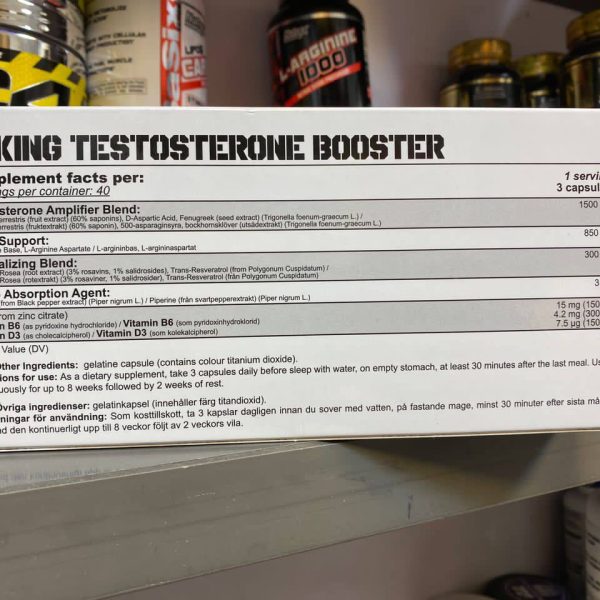 L-ARGININE
1000
KING TESTOSTERONE BOOSTER
plement facts per:
ngs per container: 40
1 servin
3 capsul
sterone Amplifier Blend:
1500
errestris (fruit extract) (60% saponins), D-Aspartic Acid, Fenugreek (seed extract) (Trigonella foenum-graecum L.) /
errestris (fruktextrakt) (60% saponin), 500-asparaginsyra, bockhornsklöver (utsädextrakt) (Trigonella foenum-graecum L.)
Support:
850
Base, L-Arginine Aspartate / L-argininbas, L-argininaspartat
alizing Blend:
300
Rosea (root extract) (3% rosavins, 1% salidrosides), Trans-Resveratrol (from Polygonum Cuspidatum) /
Rosea (rotextrakt) (3% rosaviner, 1% salidrosider), Trans-Resveratrol (från Polygonum Cuspidatum)
Absorption Agent:
3
from Black pepper extract) (Piper nigrum L.) / Piperine (från svartpepperextrakt) (Piper nigrum L.)
rom zinc citrate)
15 mg (150
n B6 (as pyridoxine hydrochloride) / Vitamin B6 (som pyridoxinhydroklorid)
4.2 mg (300
n D3 (as cholecalciferol) / Vitamin D3 (som kolekalciferol)
7.5 µg (150
Value (DV)
Other Ingredients: gelatine capsule (contains colour titanium dioxide).
ions for use: As a dietary supplement, take 3 capsules daily before sleep with water, on empty stomach, at least 30 minutes after the last meal. Us
uously for up to 8 weeks followed by 2 weeks of rest.
Övriga ingredienser: gelatinkapsel (innehåller färg titandioxid).
ningar för användning: Som kosttillskott, ta 3 kapslar dagligen innan du sover med vatten, på fastande mage, minst 30 minuter efter sista mål
nd den kontinuerligt upp till 8 veckor följt av 2 veckors vila.